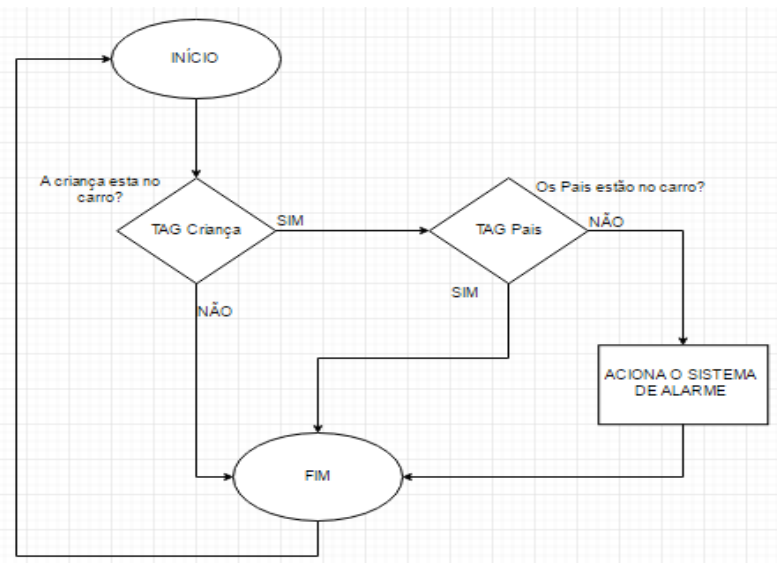 INÍCIO
A criança esta no
carro?
TAG Criança
SIM
Os Pais estão no carro?
TAG Pais
NÃO
SIM
NÃO
ACIONA O SISTEMA
DE ALARME
FIM